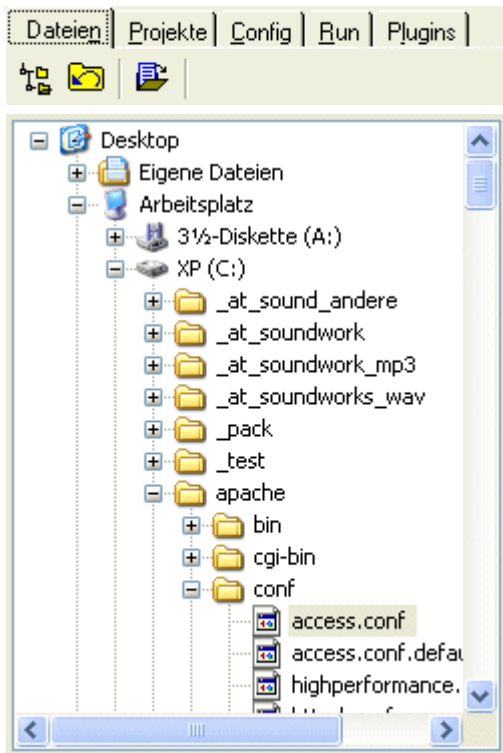 Dateien Projekte Config Run Plugins
Desktop
Eigene Dateien
Arbeitsplatz
3½-Diskette (A:)
XP (C:)
_at_sound_andere
_at_soundwork
_at_soundwork_mp3
_at_soundworks_wav
_pack
_test
apache
bin
cgi-bin
conf
access.conf
access.conf.defau
highperformance.